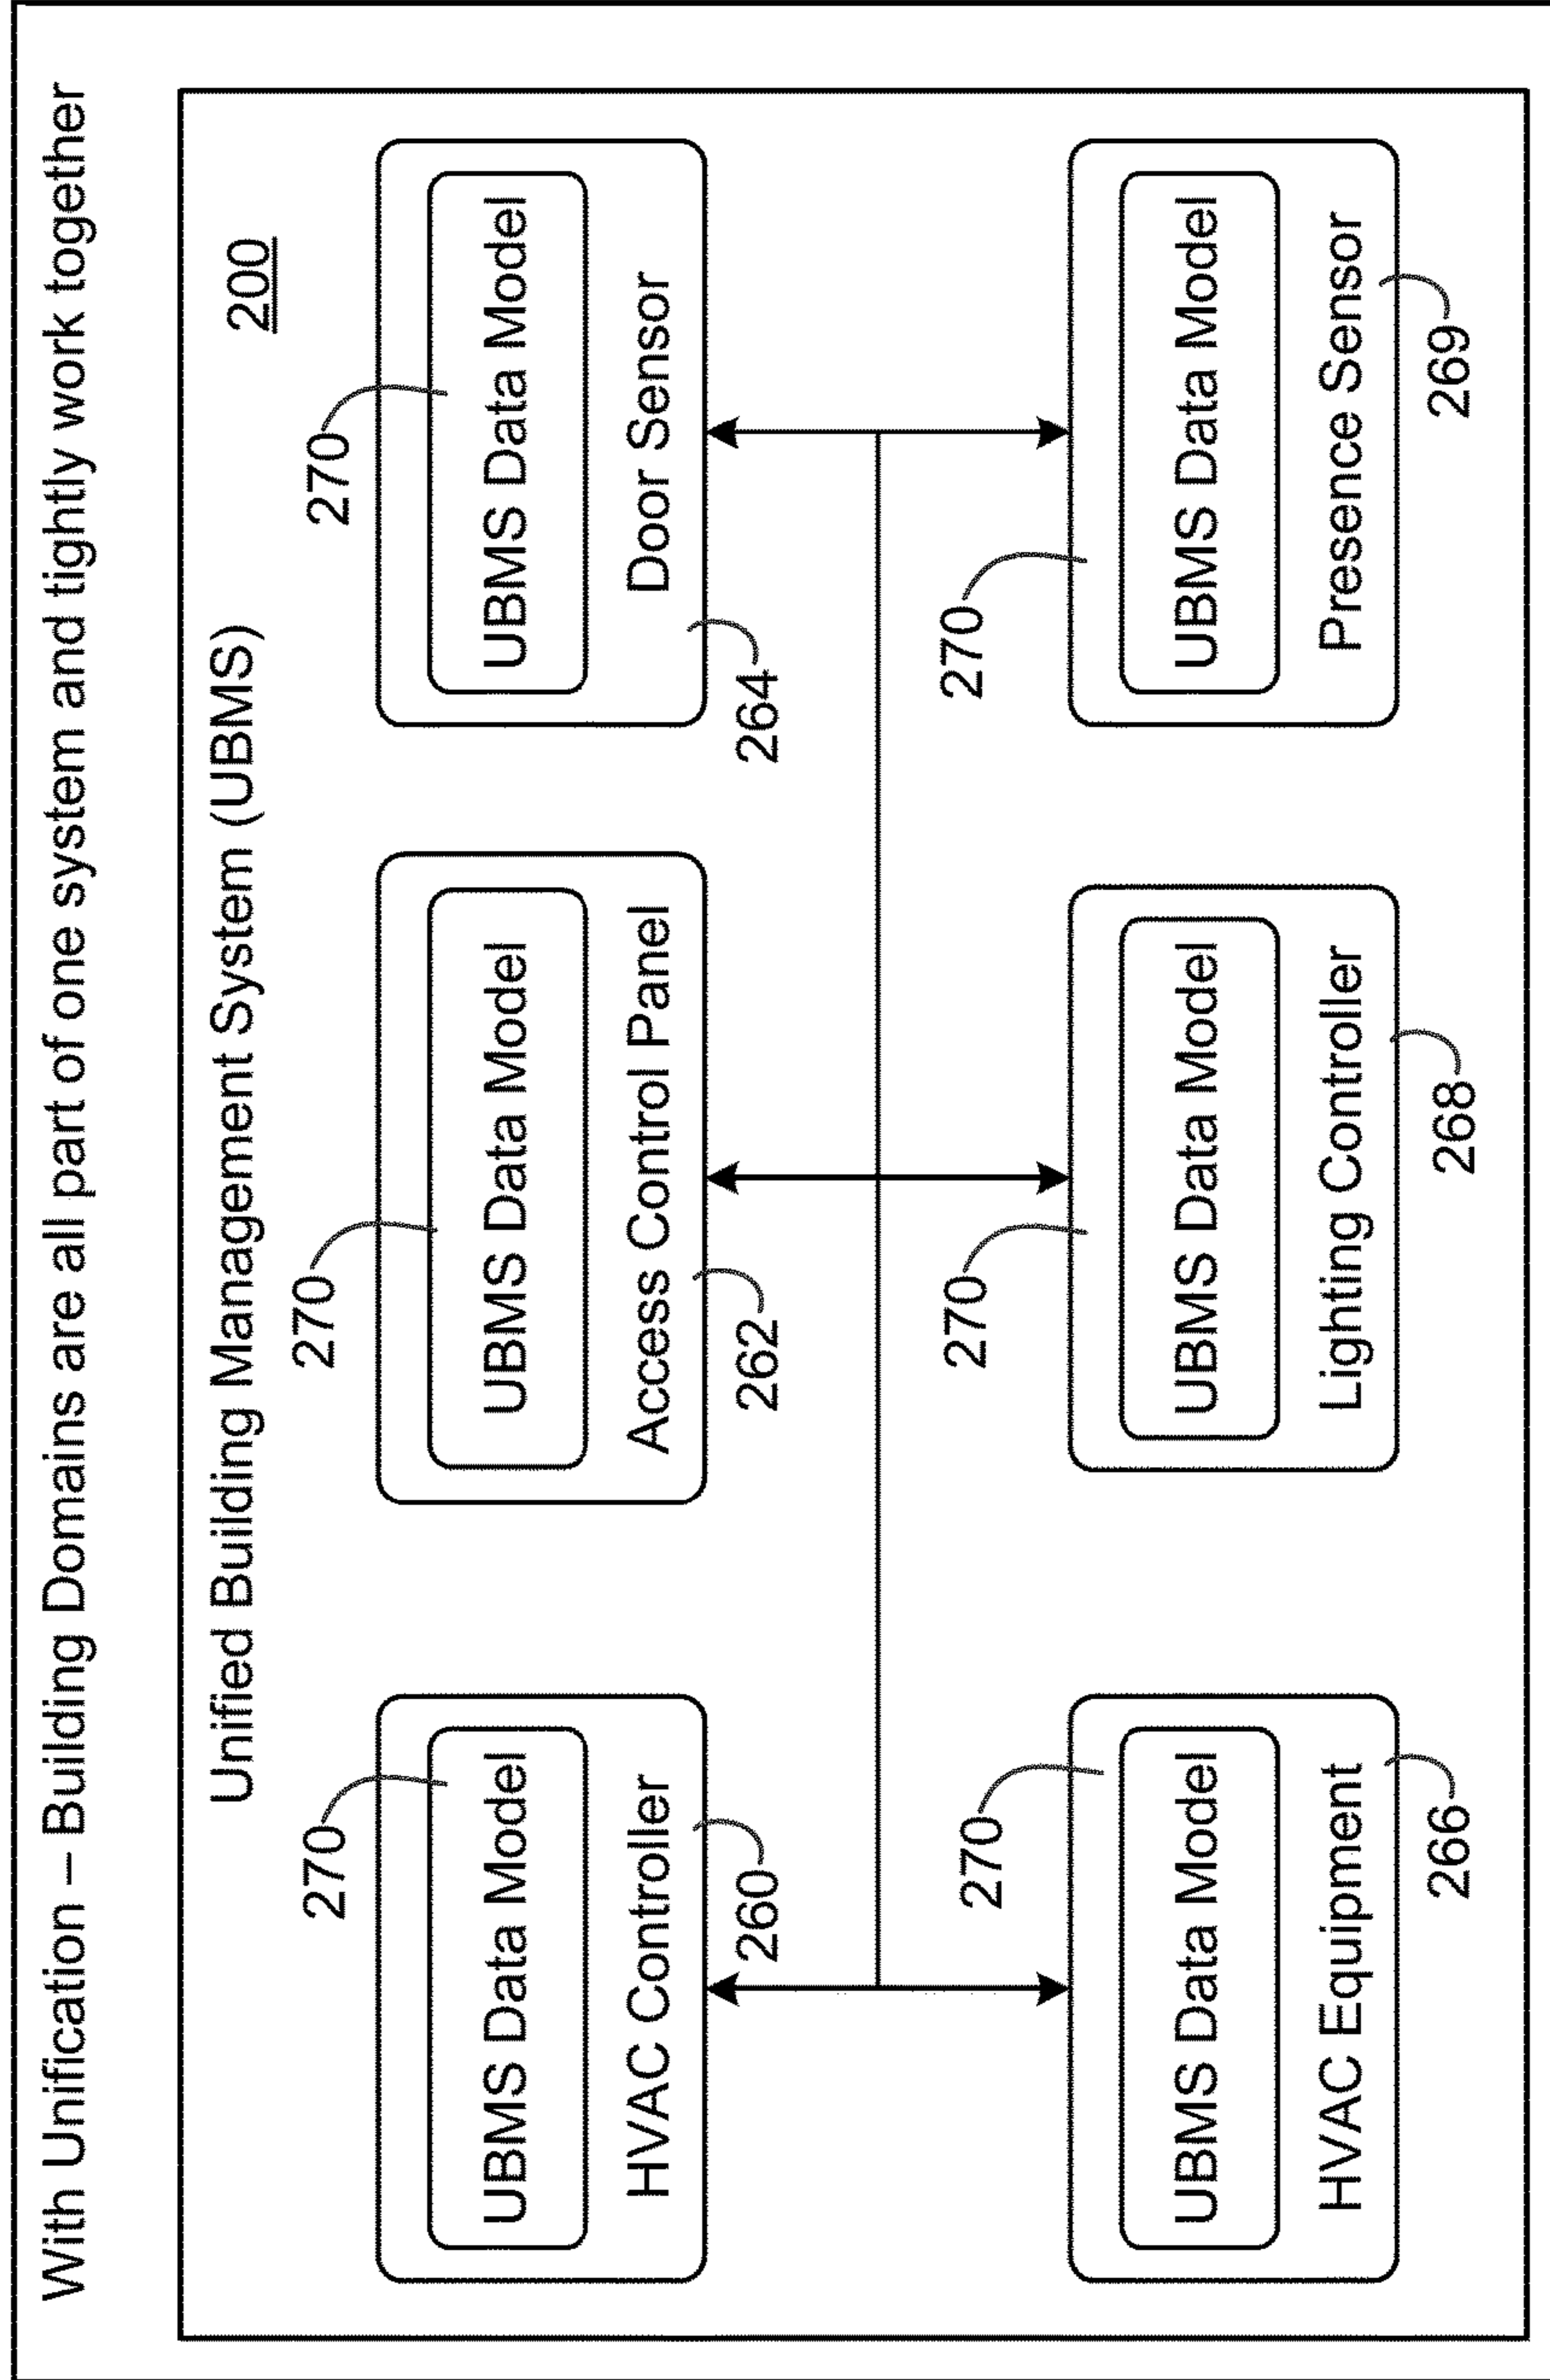 With Unification – Building Domains are all part of one system and tightly work together
Unified Building Management System (UBMS)
200
270
UBMS Data Model
HVAC Controller
260
270
UBMS Data Model
Access Control Panel
262
270
UBMS Data Model
Door Sensor
264
270
UBMS Data Model
HVAC Equipment
266
270
UBMS Data Model
Lighting Controller
268
270
UBMS Data Model
Presence Sensor
269